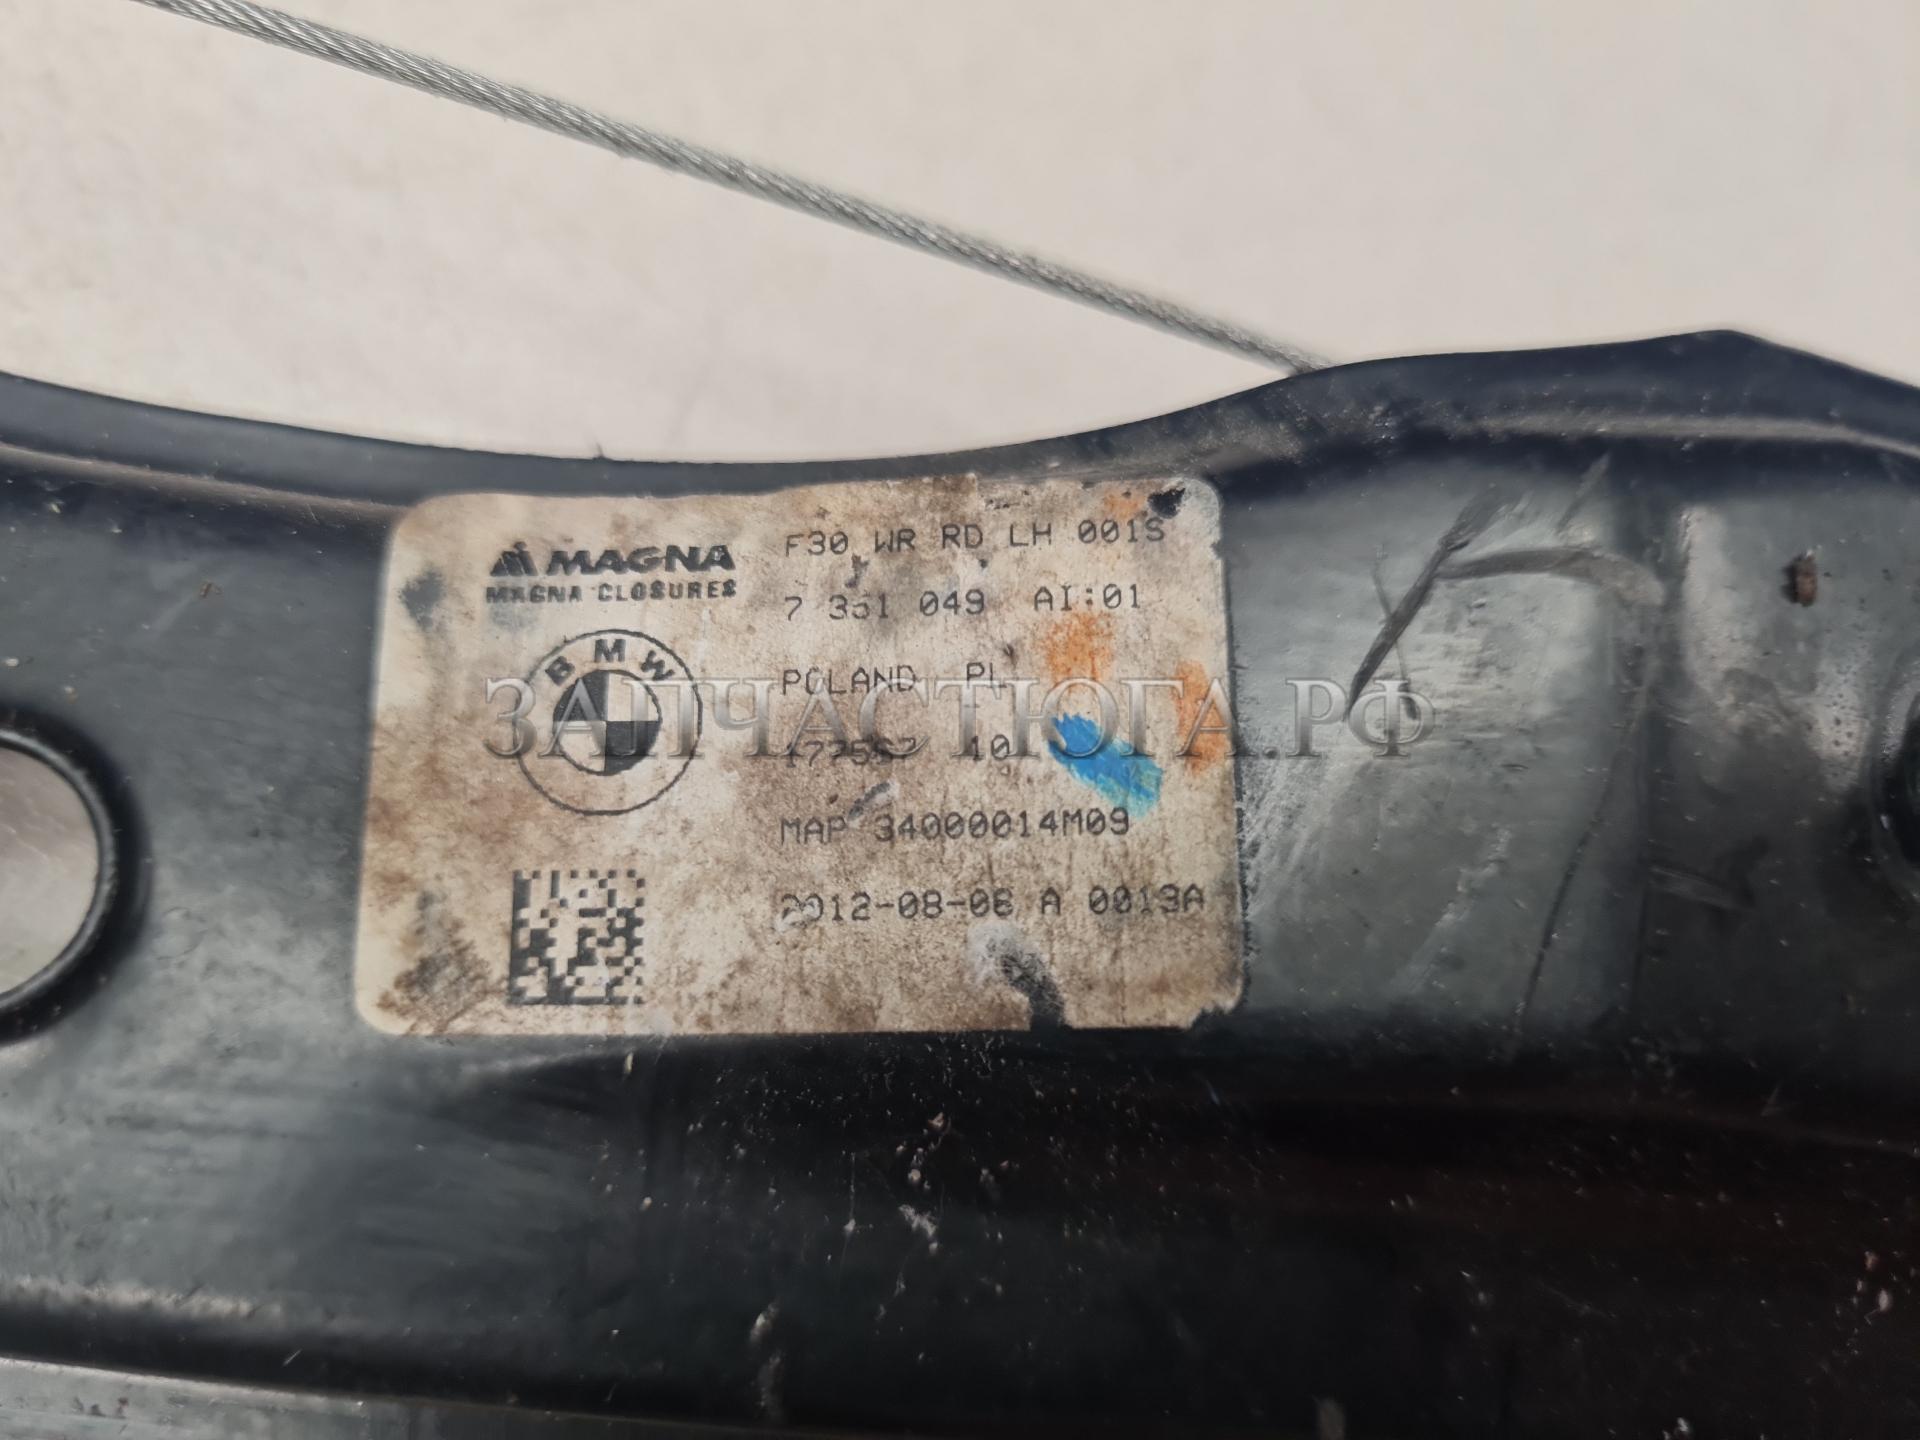 MAGNA
MAGNA CLOSURES
BMW
F30 WR RD LH 001S
7 351 049 AI:01
POLAND PL
10
MAP 34000014M09
2012-08-08 A 0013A
ЗАПЧАСТЮГА.РФ